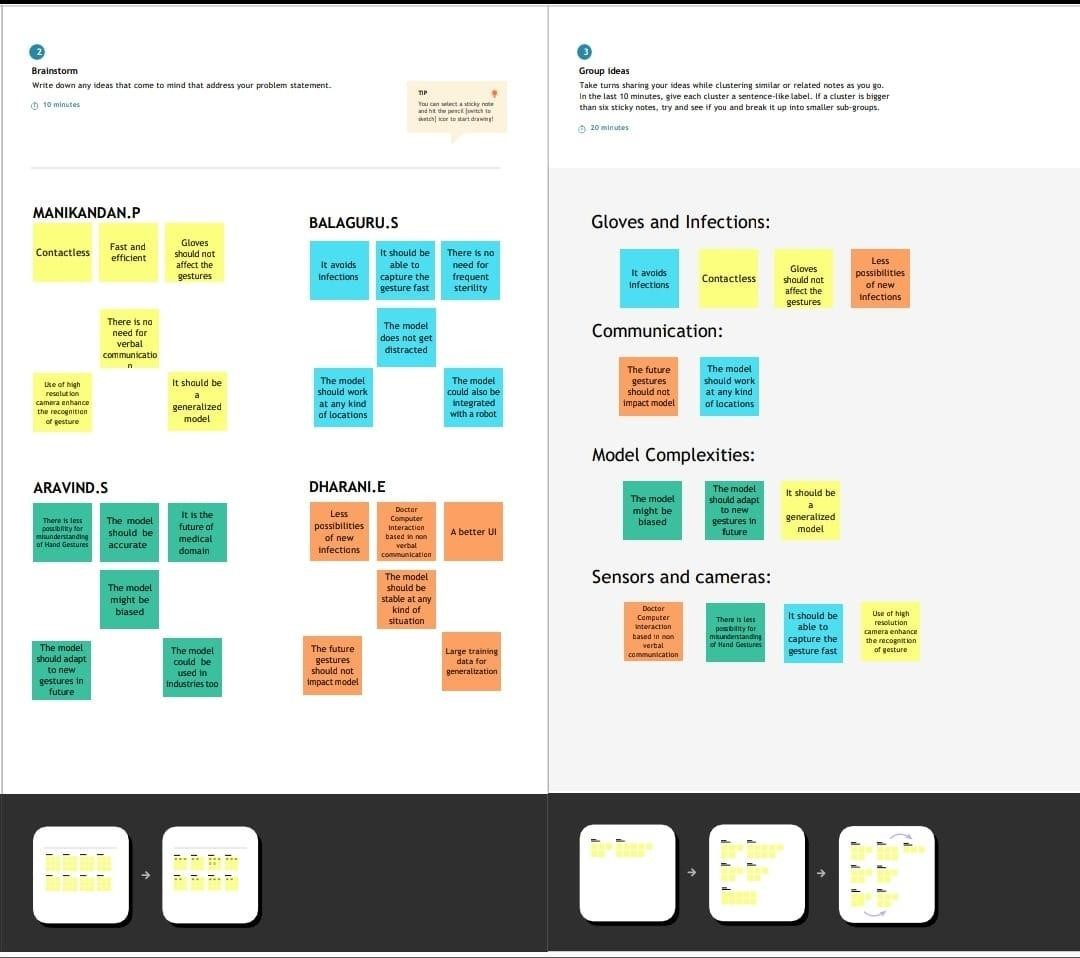 2
Brainstorm
Write down any ideas that come to mind that address your problem statement.
10 minutes
TIP
You can select a sticky note
and hit the pencil [switch to
sketch] icon to start drawing!
MANIKANDAN.P
Contactless
Fast and
efficient
Gloves
should not
affect the
gestures
There is no
need for
verbal
communicatio
n
Use of high
resolution
camera enhance
the recognition
of gesture
It should be
a
generalized
model
BALAGURU.S
It avoids
infections
It should be
able to
capture the
gesture fast
There is no
need for
frequent
sterility
The model
does not get
distracted
The model
should work
at any kind
of locations
The model
could also be
integrated
with a robot
ARAVIND.S
There is less
possibility for
misunderstanding
of Hand Gestures
The model
should be
accurate
It is the
future of
medical
domain
The model
might be
biased
The model
should adapt
to new
gestures in
future
The model
could be
used in
industries too
DHARANI.E
Less
possibilities
of new
infections
Doctor
Computer
Interaction
based in non
verbal
communication
A better UI
The model
should be
stable at any
kind of
situation
The future
gestures
should not
impact model
Large training
data for
generalization
3
Group ideas
Take turns sharing your ideas while clustering similar or related notes as you go.
In the last 10 minutes, give each cluster a sentence-like label. If a cluster is bigger
than six sticky notes, try and see if you and break it up into smaller sub-groups.
20 minutes
Gloves and Infections:
It avoids
infections
Contactless
Gloves
should not
affect the
gestures
Less
possibilities
of new
infections
Communication:
The future
gestures
should not
impact model
The model
should work
at any kind
of locations
Model Complexities:
The model
might be
biased
The model
should adapt
to new
gestures in
future
It should be
a
generalized
model
Sensors and cameras:
Doctor
Computer
Interaction
based in non
verbal
communication
There is less
possibility for
misunderstanding
of Hand Gestures
It should be
able to
capture the
gesture fast
Use of high
resolution
camera enhance
the recognition
of gesture